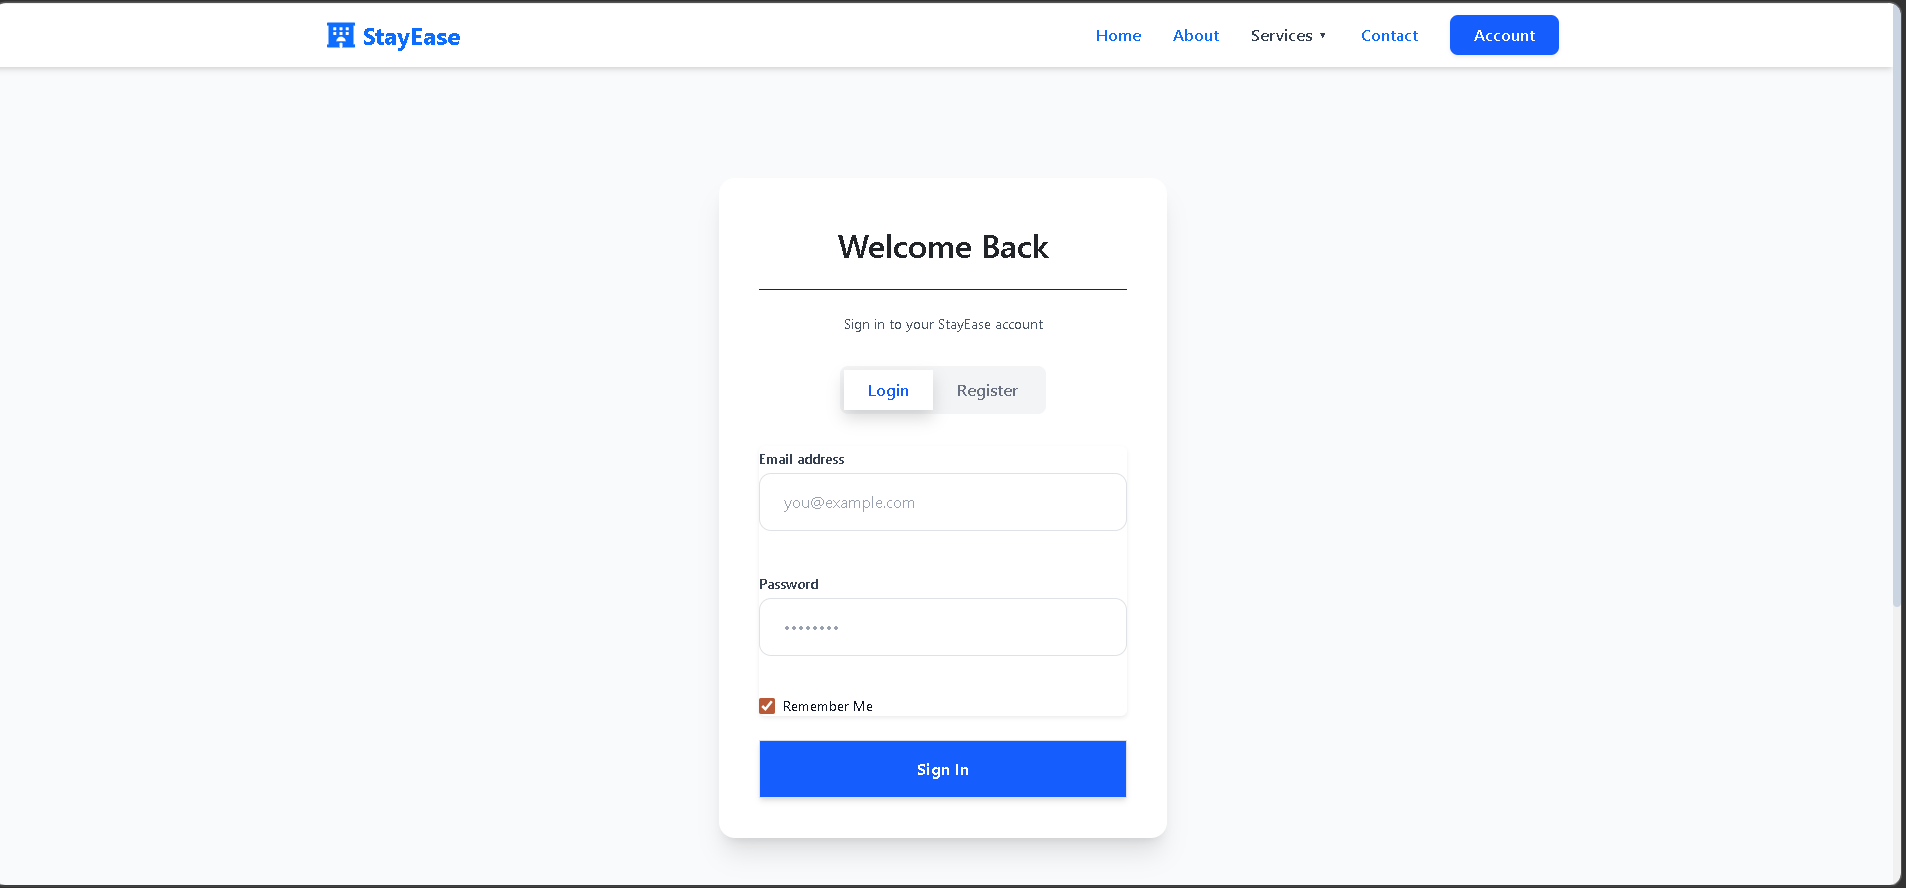 StayEase
Home About Services ▼ Contact Account
Welcome Back
Sign in to your StayEase account
Login Register
Email address
you@example.com
Password
••••••••
Remember Me
Sign In